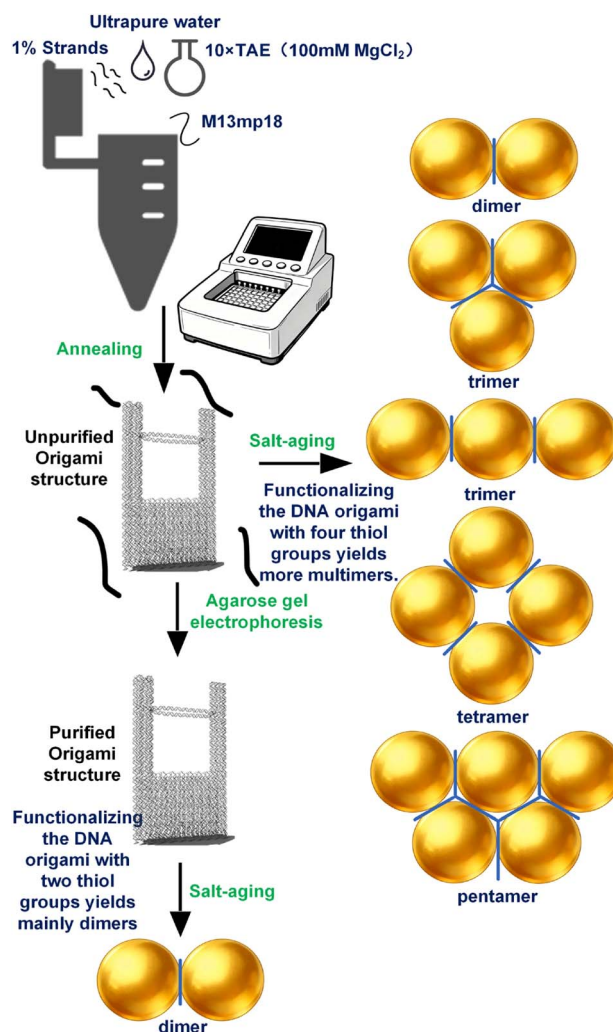 Ultrapure water
1% Strands
10×TAE（100mM MgCl₂）
M13mp18
Annealing
Unpurified
Origami
structure
Salt-aging
Functionalizing
the DNA origami
with four thiol
groups yields
more multimers.
Agarose gel
electrophoresis
Purified
Origami
structure
Functionalizing
the DNA
origami with
two thiol
groups yields
mainly dimers
Salt-aging
dimer
dimer
trimer
trimer
tetramer
pentamer